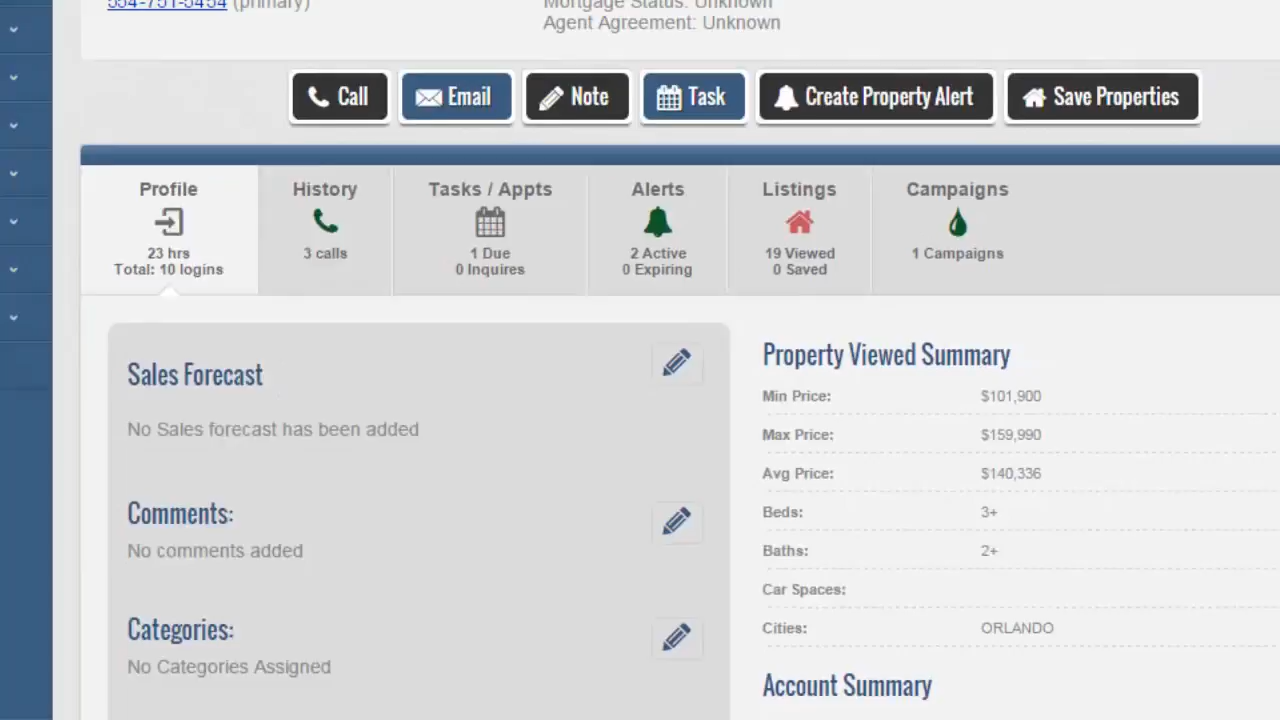 554-751-5454 (primary)
Mortgage Status: Unknown
Agent Agreement: Unknown
Call
Email
Note
Task
Create Property Alert
Save Properties
Profile
23 hrs
Total: 10 logins
History
3 calls
Tasks / Appts
1 Due
0 Inquires
Alerts
2 Active
0 Expiring
Listings
19 Viewed
0 Saved
Campaigns
1 Campaigns
Sales Forecast
No Sales forecast has been added
Comments:
No comments added
Categories:
No Categories Assigned
Property Viewed Summary
Min Price: $101,900
Max Price: $159,990
Avg Price: $140,336
Beds: 3+
Baths: 2+
Car Spaces:
Cities: ORLANDO
Account Summary